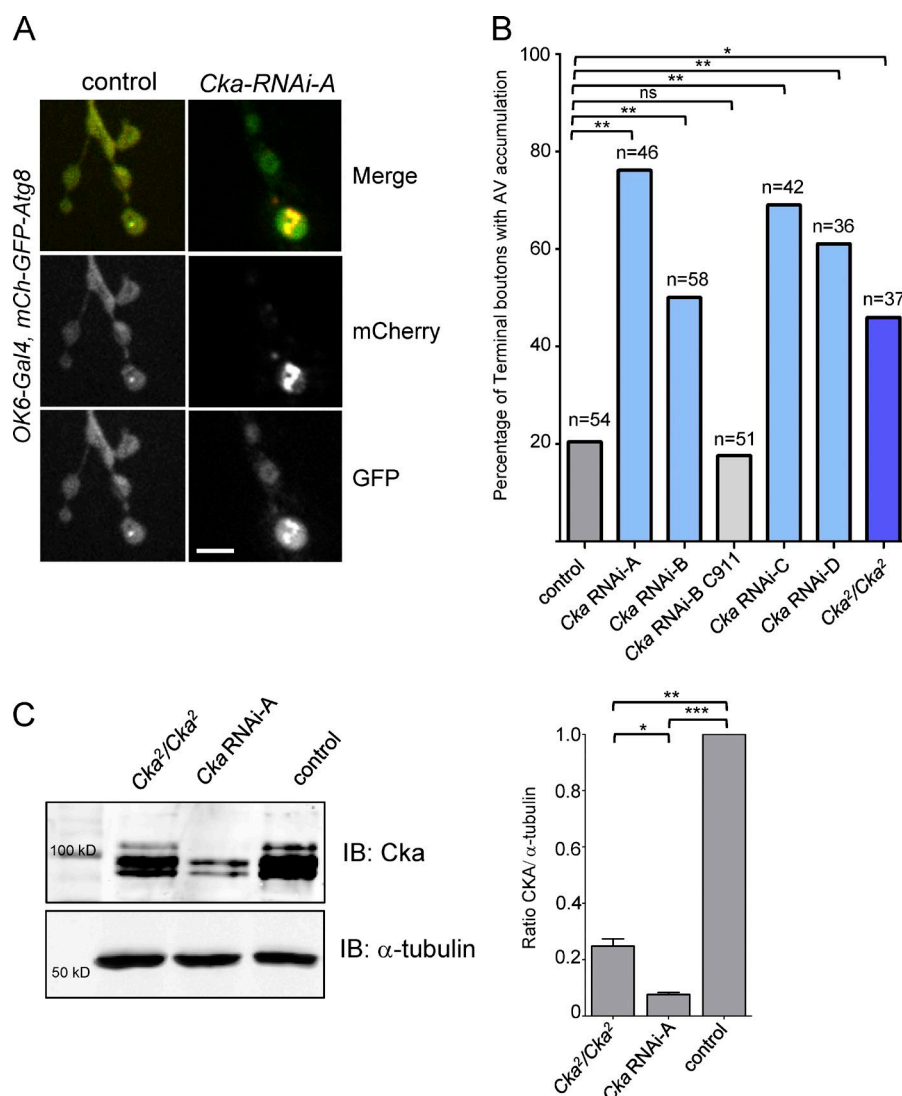 A
control
Cka-RNAi-A
OK6-Gal4, mCh-GFP-Atg8
Merge
mCherry
GFP
B
Percentage of Terminal boutons with AV accumulation
100
80
60
40
20
*
**
**
ns
**
**
n=54
n=46
n=58
n=51
n=42
n=36
n=37
control
Cka RNAi-A
Cka RNAi-B
Cka RNAi-B C911
Cka RNAi-C
Cka RNAi-D
Cka²/Cka²
C
Cka²/Cka²
Cka RNAi-A
control
100 kD
IB: Cka
50 kD
IB: α-tubulin
Ratio CKA/ α-tubulin
1.0
0.8
0.6
0.4
0.2
0
**
*
***
Cka²/Cka²
Cka RNAi-A
control